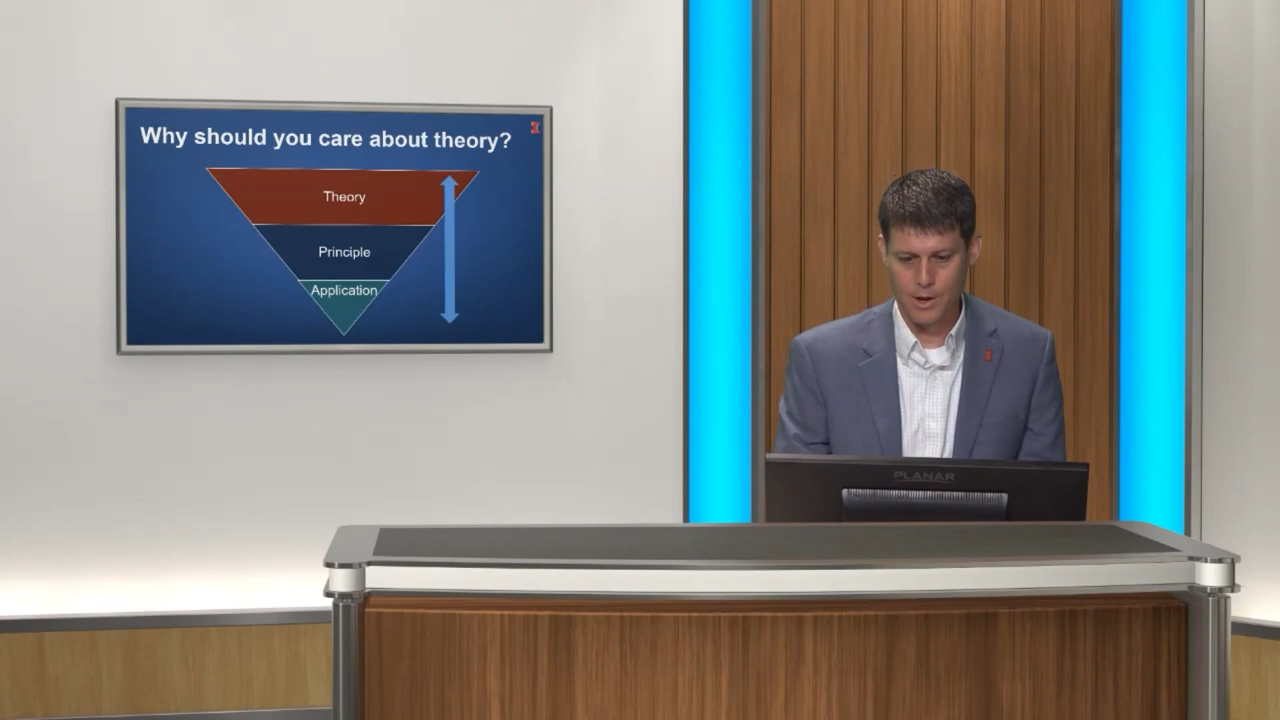 Why should you care about theory?
Theory
Principle
Application
PLANAR